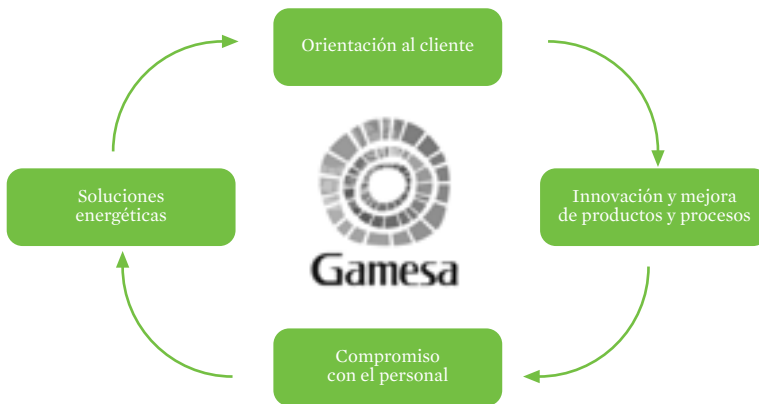 Orientación al cliente
Soluciones
energéticas
Innovación y mejora
de productos y procesos
Gamesa
Compromiso
con el personal